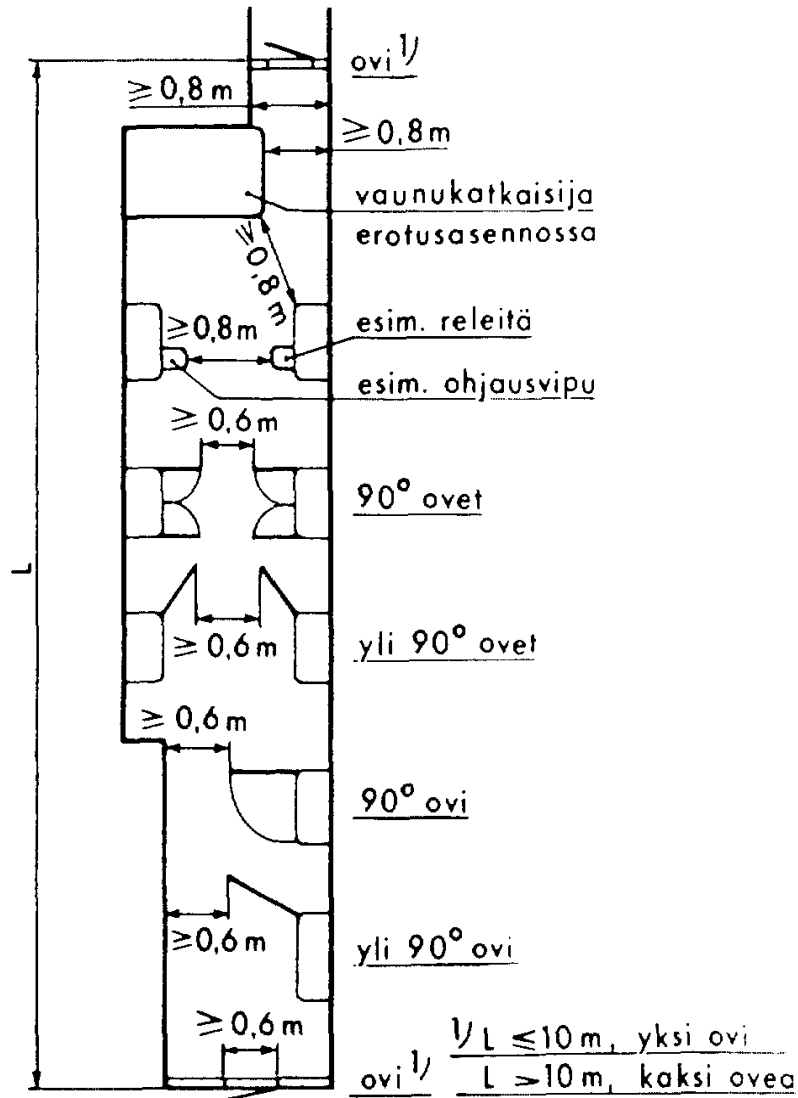 ovi 1)
≥ 0,8 m
≥ 0,8 m
vaunukatkaisija
erotusasennossa
≥ 0,8 m
≥ 0,8 m
esim. releitä
esim. ohjausvipu
≥ 0,6 m
90° ovet
L
≥ 0,6 m
yli 90° ovet
≥ 0,6 m
90° ovi
≥ 0,6 m
yli 90° ovi
≥ 0,6 m
ovi 1)
1) L ≤ 10 m, yksi ovi
L > 10 m, kaksi ovea